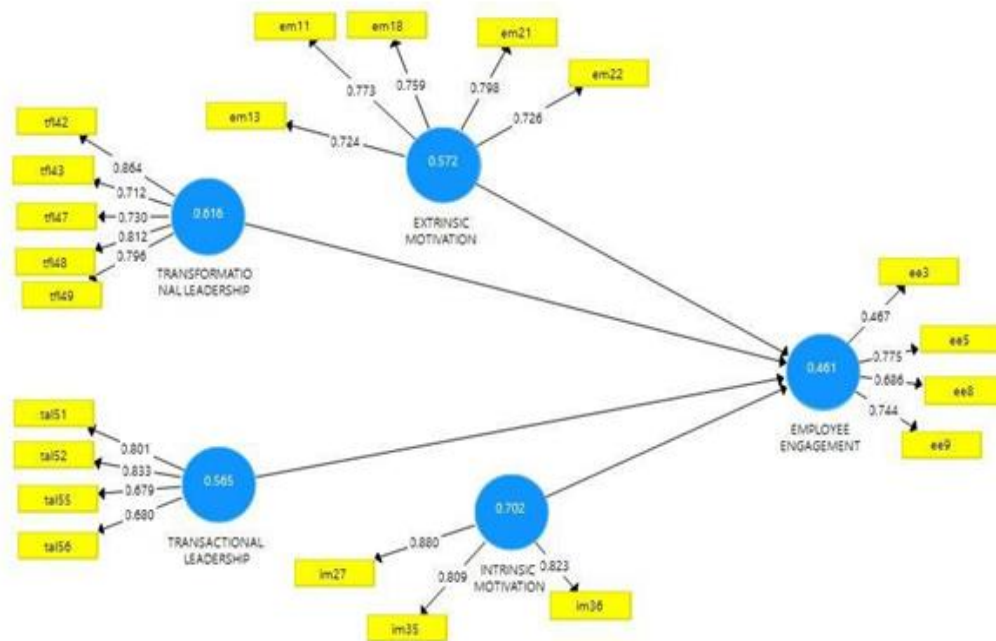 em11
em18
em21
em22
em13
0.773
0.759
0.798
0.726
0.724
0.572
EXTRINSIC
MOTIVATION
tfl42
tfl43
tfl47
tfl48
tfl49
0.864
0.712
0.730
0.812
0.796
0.616
TRANSFORMATIO
NAL LEADERSHIP
ee3
ee5
ee8
ee9
0.467
0.775
0.686
0.744
0.461
EMPLOYEE
ENGAGEMENT
tal51
tal52
tal55
tal56
0.801
0.833
0.679
0.680
0.565
TRANSACTIONAL
LEADERSHIP
0.702
INTRINSIC
MOTIVATION
0.880
0.809
0.823
im27
im35
im36